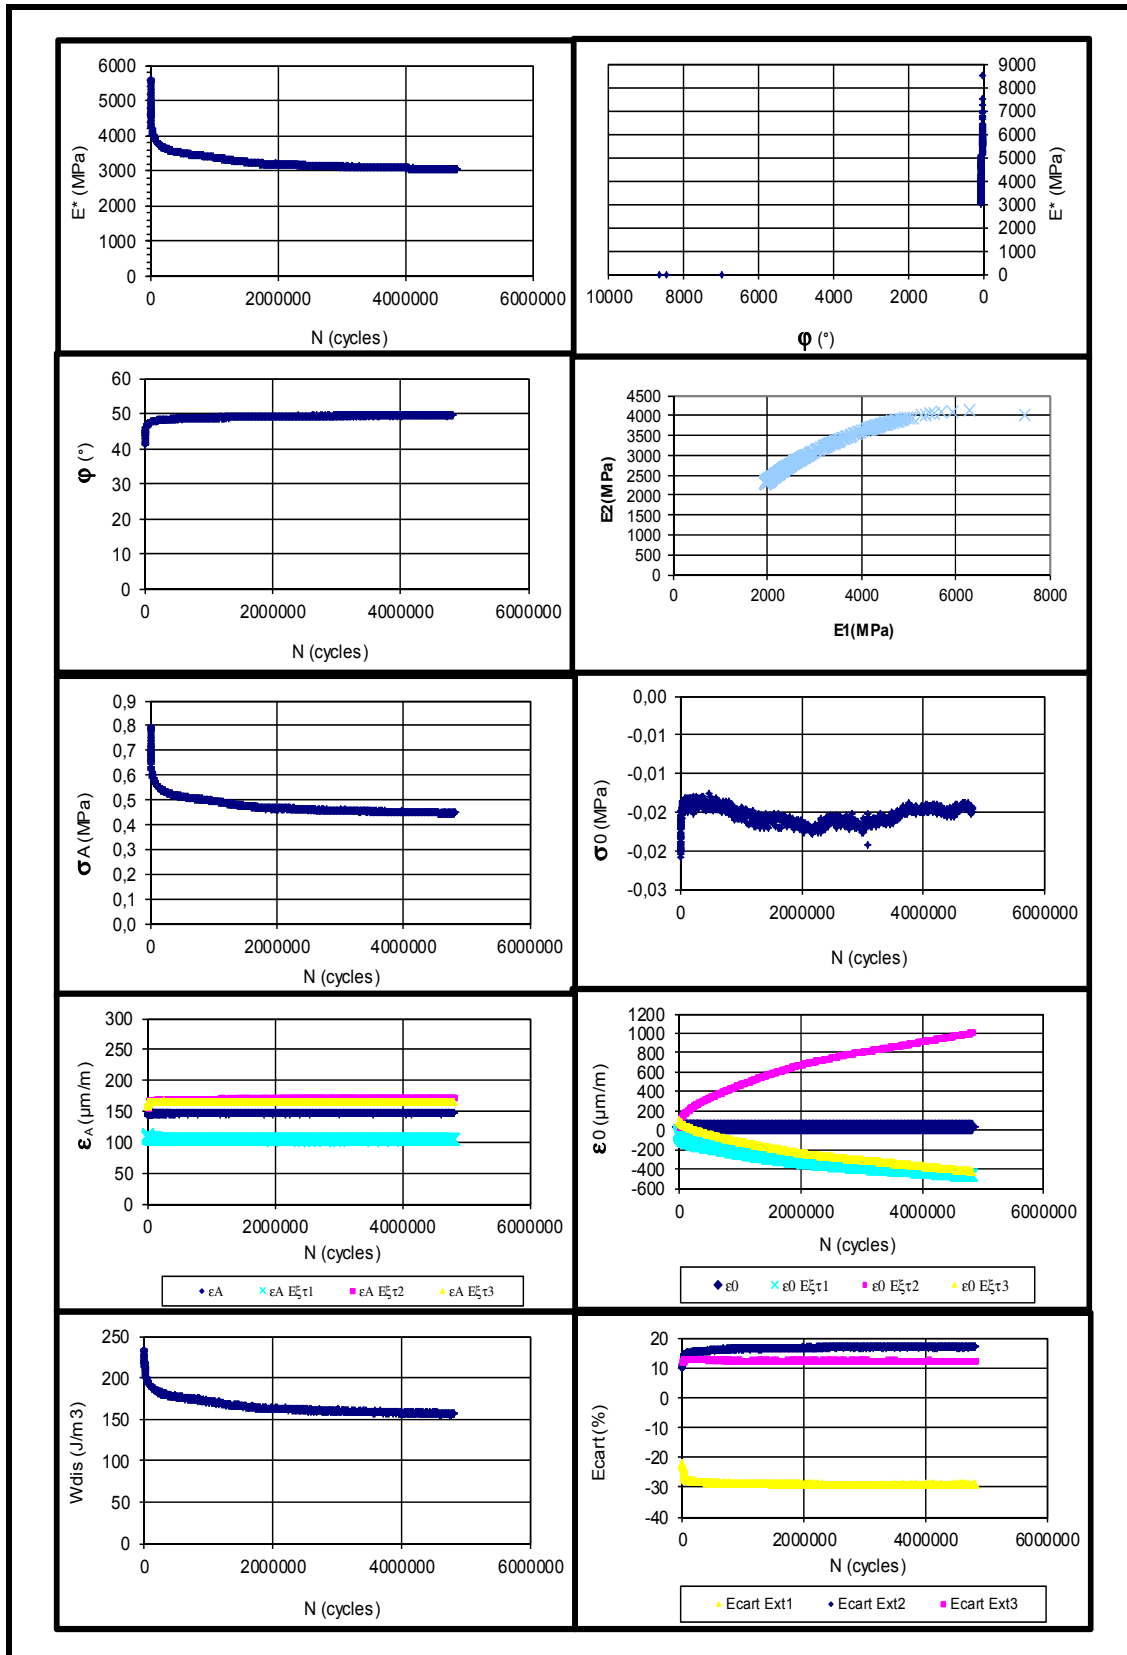 6000
5000
4000
3000
2000
1000
0
E* (MPa)
0 2000000 4000000 6000000
N (cycles)
9000
8000
7000
6000
5000
4000
3000
2000
1000
0
E* (MPa)
10000 8000 6000 4000 2000 0
φ (°)
60
50
40
30
20
10
0
φ (°)
0 2000000 4000000 6000000
N (cycles)
4500
4000
3500
3000
2500
2000
1500
1000
500
0
E2(MPa)
0 2000 4000 6000 8000
E1(MPa)
0,9
0,8
0,7
0,6
0,5
0,4
0,3
0,2
0,1
0,0
σA (MPa)
0 2000000 4000000 6000000
N (cycles)
0,00
-0,01
-0,01
-0,02
-0,02
-0,03
σ0 (MPa)
0 2000000 4000000 6000000
N (cycles)
300
250
200
150
100
50
0
εA (µm/m)
0 2000000 4000000 6000000
N (cycles)
εA εA Eξτ1 εA Eξτ2 εA Eξτ3
1200
1000
800
600
400
200
0
-200
-400
-600
ε0 (µm/m)
0 2000000 4000000 6000000
N (cycles)
ε0 ε0 Eξτ1 ε0 Eξτ2 ε0 Eξτ3
250
200
150
100
50
0
Wdis (J/m3)
0 2000000 4000000 6000000
N (cycles)
20
10
0
-10
-20
-30
-40
Ecart (%)
0 2000000 4000000 6000000
N (cycles)
Ecart Ext1 Ecart Ext2 Ecart Ext3